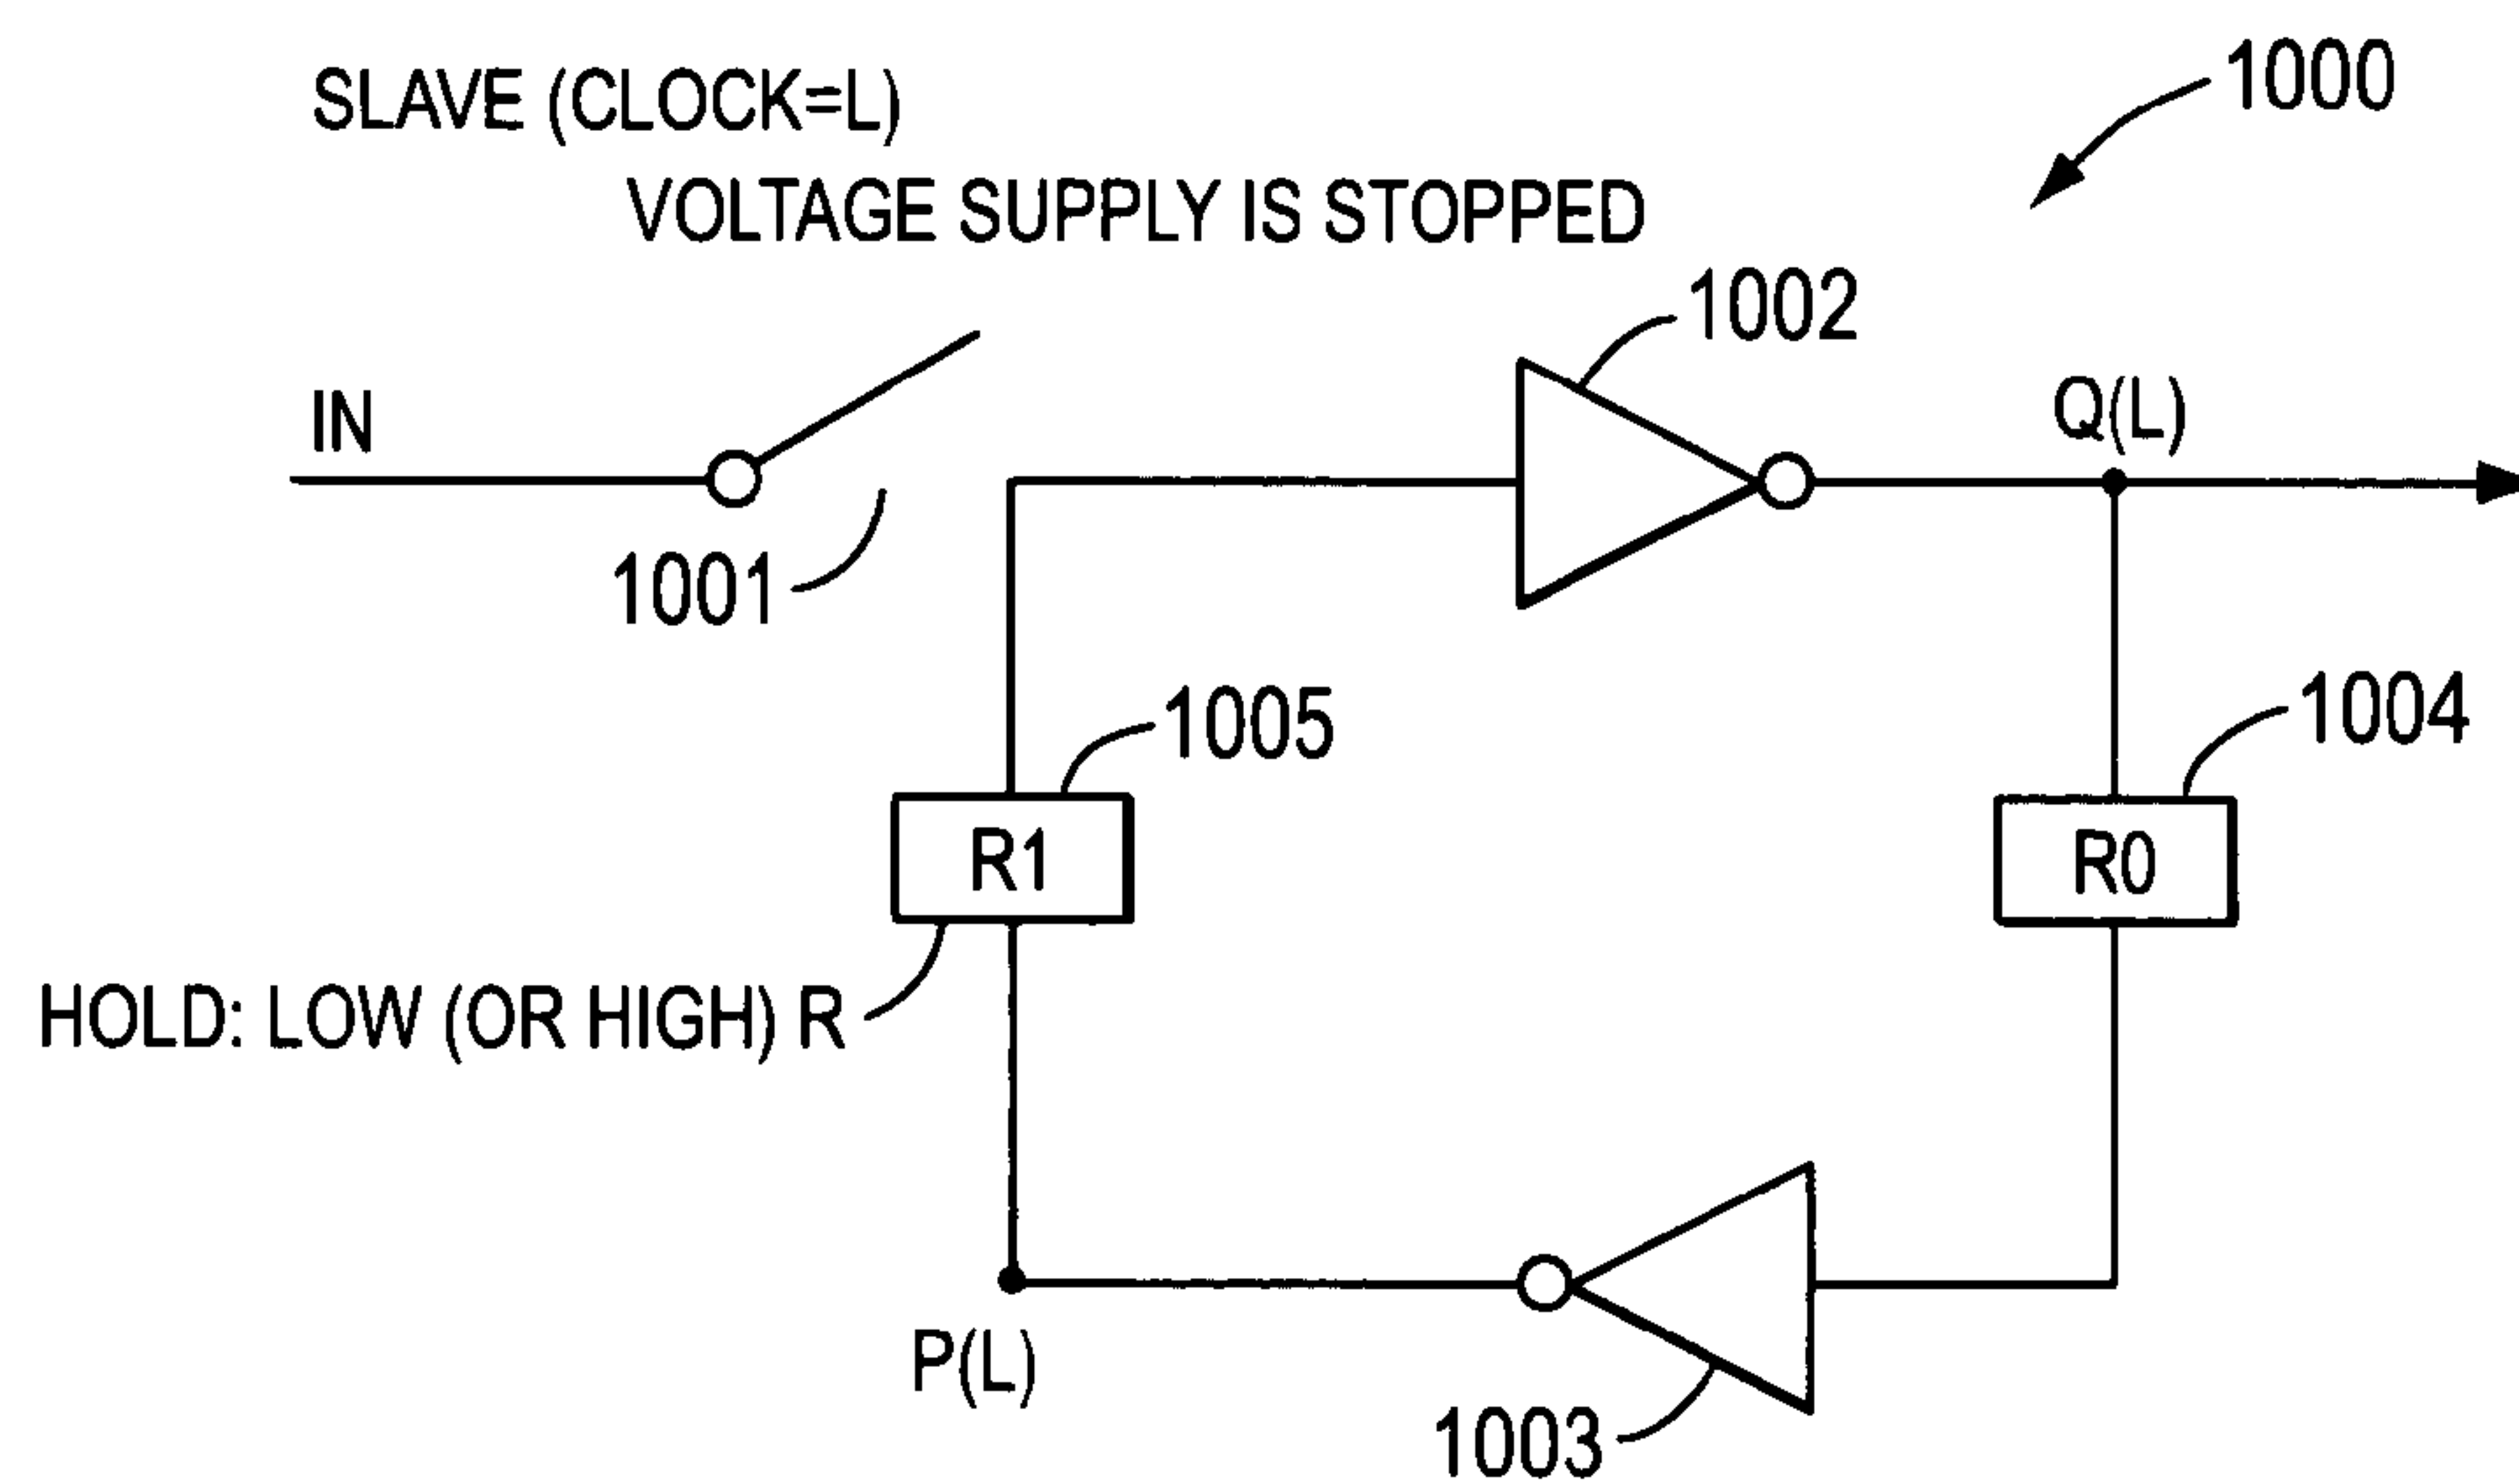 SLAVE (CLOCK=L)
1000
VOLTAGE SUPPLY IS STOPPED
1002
IN
Q(L)
1001
1005
1004
R1
R0
HOLD: LOW (OR HIGH) R
P(L)
1003